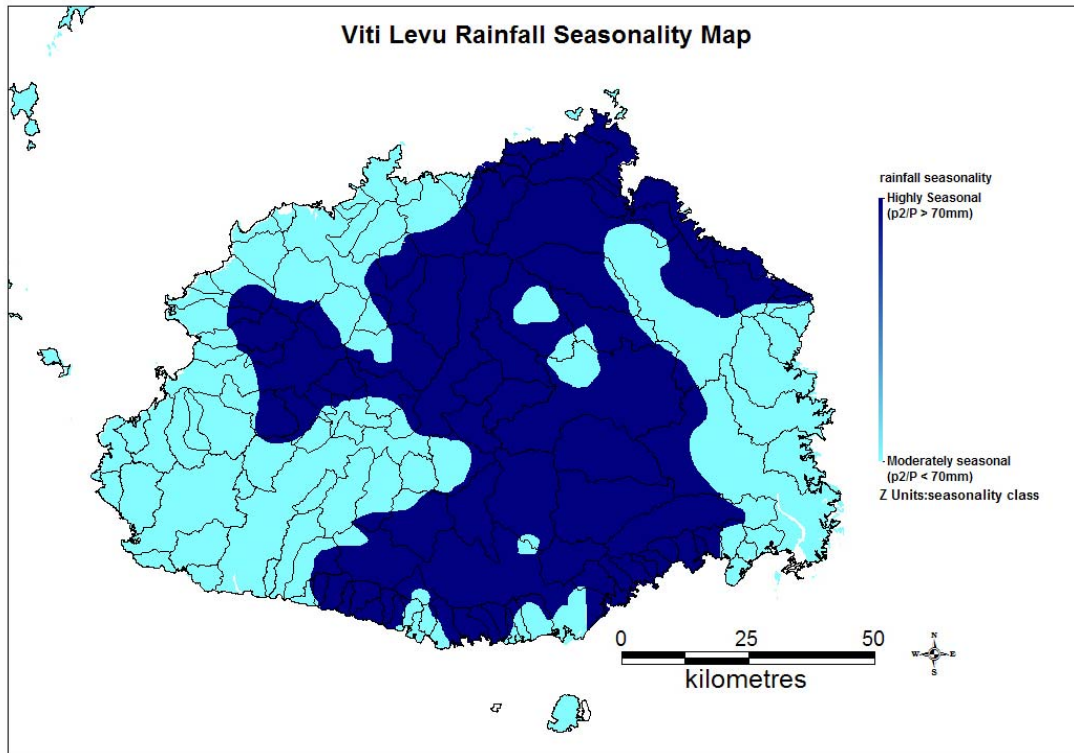 Viti Levu Rainfall Seasonality Map
rainfall seasonality
Highly Seasonal
(p2/P > 70mm)
Moderately seasonal
(p2/P < 70mm)
Z Units:seasonality class
0 25 50
kilometres
N
W E
S